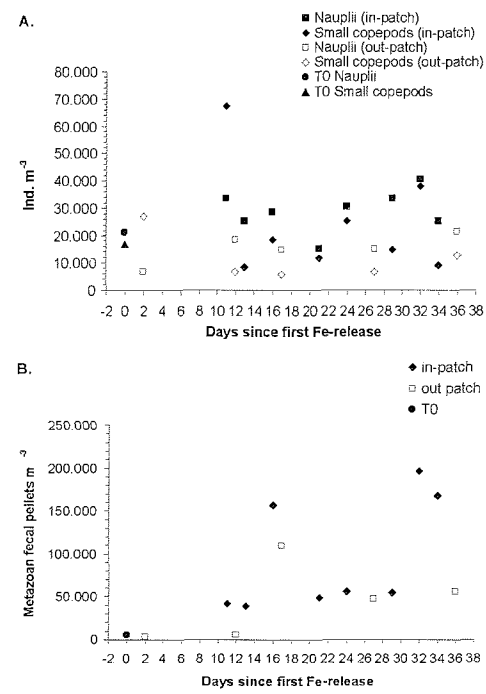 A.
Nauplii (in-patch)
Small copepods (in-patch)
Nauplii (out-patch)
Small copepods (out-patch)
T0 Nauplii
T0 Small copepods
80.000
70.000
60.000
50.000
40.000
30.000
20.000
10.000
0
Ind. m-3
-2 0 2 4 6 8 10 12 14 16 18 20 22 24 26 28 30 32 34 36 38
Days since first Fe-release
B.
in-patch
out patch
T0
250.000
200.000
150.000
100.000
50.000
0
Metazoan fecal pellets m-3
-2 0 2 4 6 8 10 12 14 16 18 20 22 24 26 28 30 32 34 36 38
Days since first Fe-release